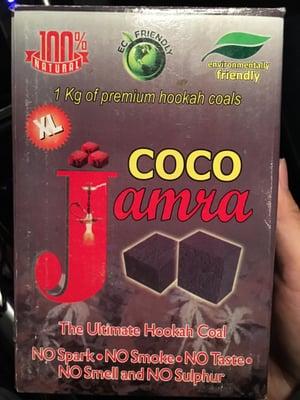 100%
NATURAL
ECO FRIENDLY
environmentally
friendly
1 Kg of premium hookah coals
XL
COCO
Jamra
The Ultimate Hookah Coal
NO Spark • NO Smoke • NO Taste •
NO Smell and NO Sulphur